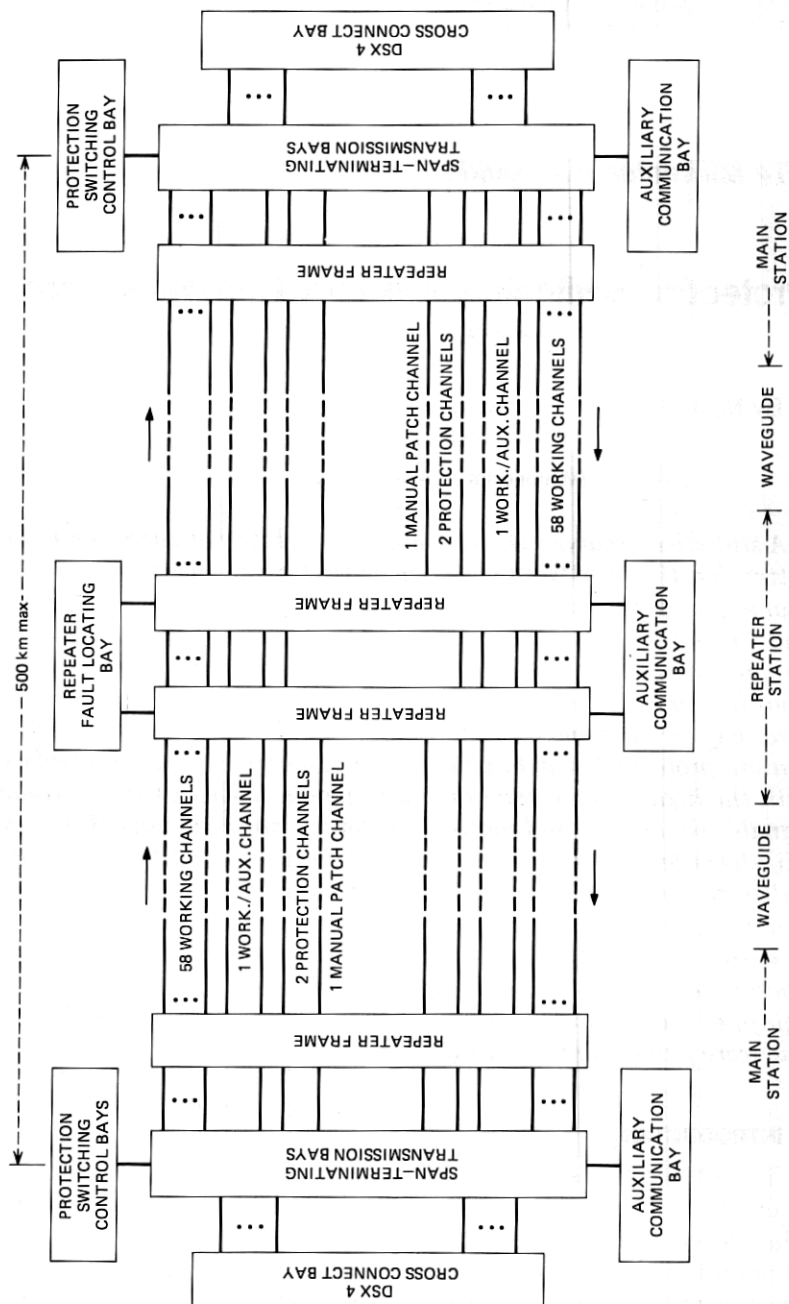 500 km max
PROTECTION
SWITCHING
CONTROL BAYS
REPEATER
FAULT LOCATING
BAY
PROTECTION
SWITCHING
CONTROL BAY
DSX 4
CROSS CONNECT BAY
SPAN-TERMINATING
TRANSMISSION BAYS
REPEATER FRAME
58 WORKING CHANNELS
1 WORK./AUX. CHANNEL
2 PROTECTION CHANNELS
1 MANUAL PATCH CHANNEL
REPEATER FRAME
REPEATER FRAME
1 MANUAL PATCH CHANNEL
2 PROTECTION CHANNELS
1 WORK./AUX. CHANNEL
58 WORKING CHANNELS
REPEATER FRAME
SPAN-TERMINATING
TRANSMISSION BAYS
DSX 4
CROSS CONNECT BAY
AUXILIARY
COMMUNICATION
BAY
AUXILIARY
COMMUNICATION
BAY
AUXILIARY
COMMUNICATION
BAY
MAIN
STATION
WAVEGUIDE
REPEATER
STATION
WAVEGUIDE
MAIN
STATION